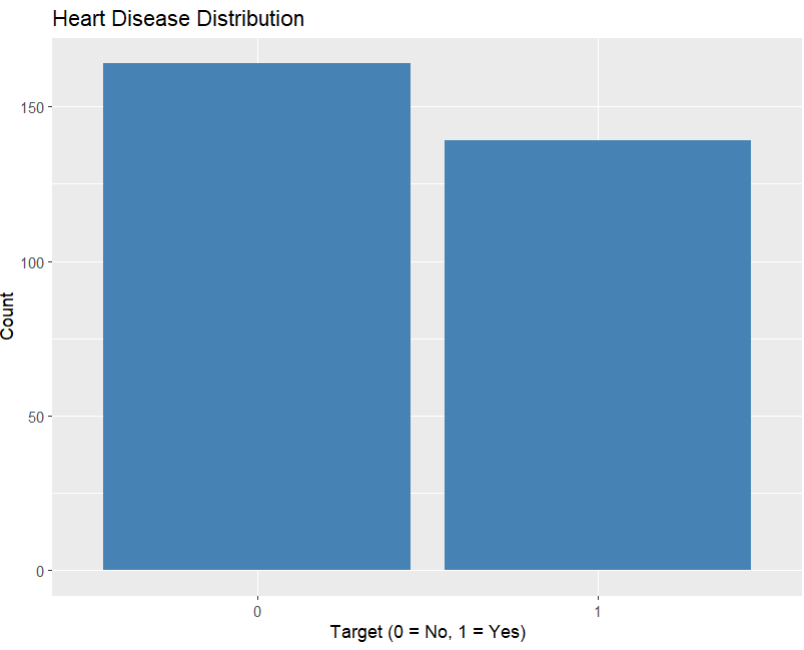 Heart Disease Distribution
150
100
50
0
Count
0 1
Target (0 = No, 1 = Yes)